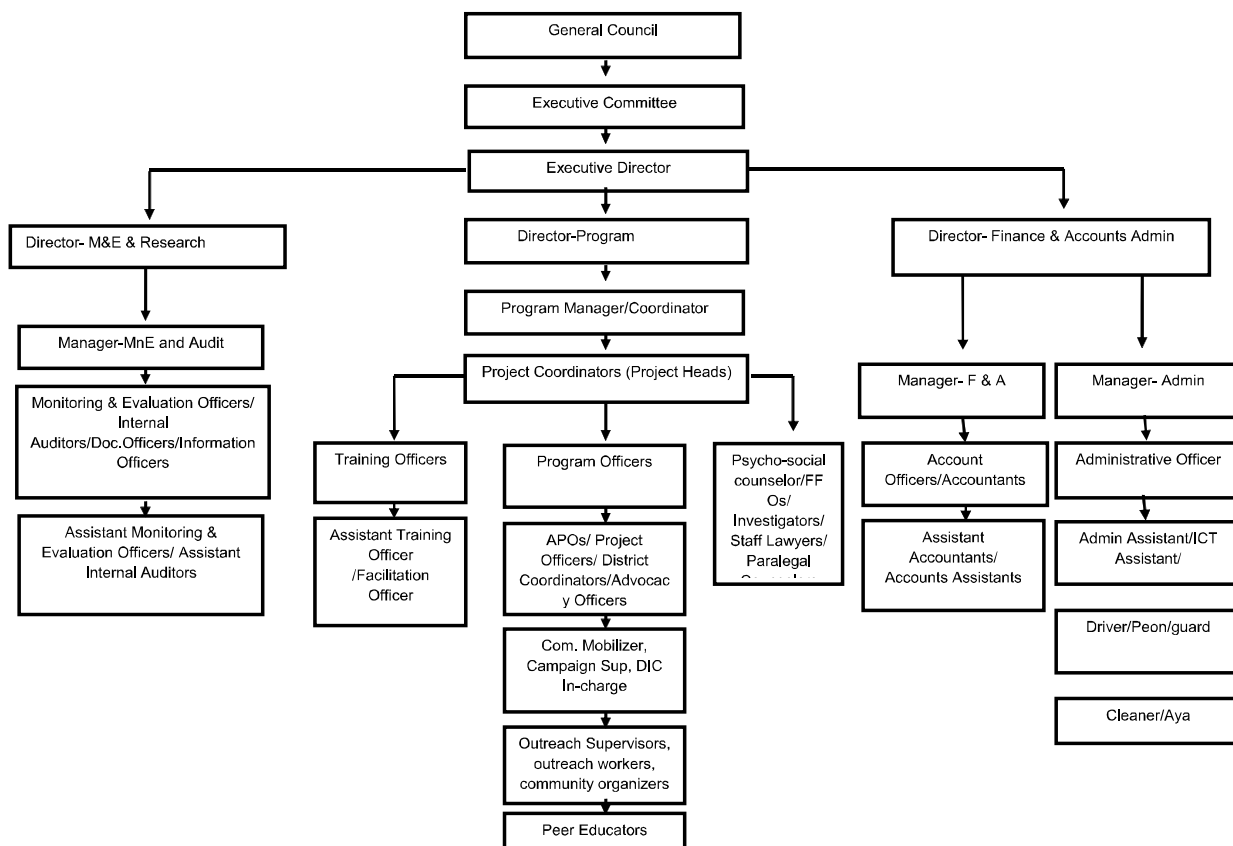 General Council
Executive Committee
Executive Director
Director- M&E & Research
Director-Program
Director- Finance & Accounts Admin
Program Manager/Coordinator
Manager-MnE and Audit
Project Coordinators (Project Heads)
Manager- F & A
Manager- Admin
Monitoring & Evaluation Officers/
Internal
Auditors/Doc.Officers/Information
Officers
Training Officers
Program Officers
Psycho-social
counselor/FF
Os/
Investigators/
Staff Lawyers/
Paralegal
Account
Officers/Accountants
Administrative Officer
Assistant Monitoring &
Evaluation Officers/ Assistant
Internal Auditors
Assistant Training
Officer
/Facilitation
Officer
APOs/ Project
Officers/ District
Coordinators/Advocac
y Officers
Assistant
Accountants/
Accounts Assistants
Admin Assistant/ICT
Assistant/
Driver/Peon/guard
Com. Mobilizer,
Campaign Sup, DIC
In-charge
Cleaner/Aya
Outreach Supervisors,
outreach workers,
community organizers
Peer Educators